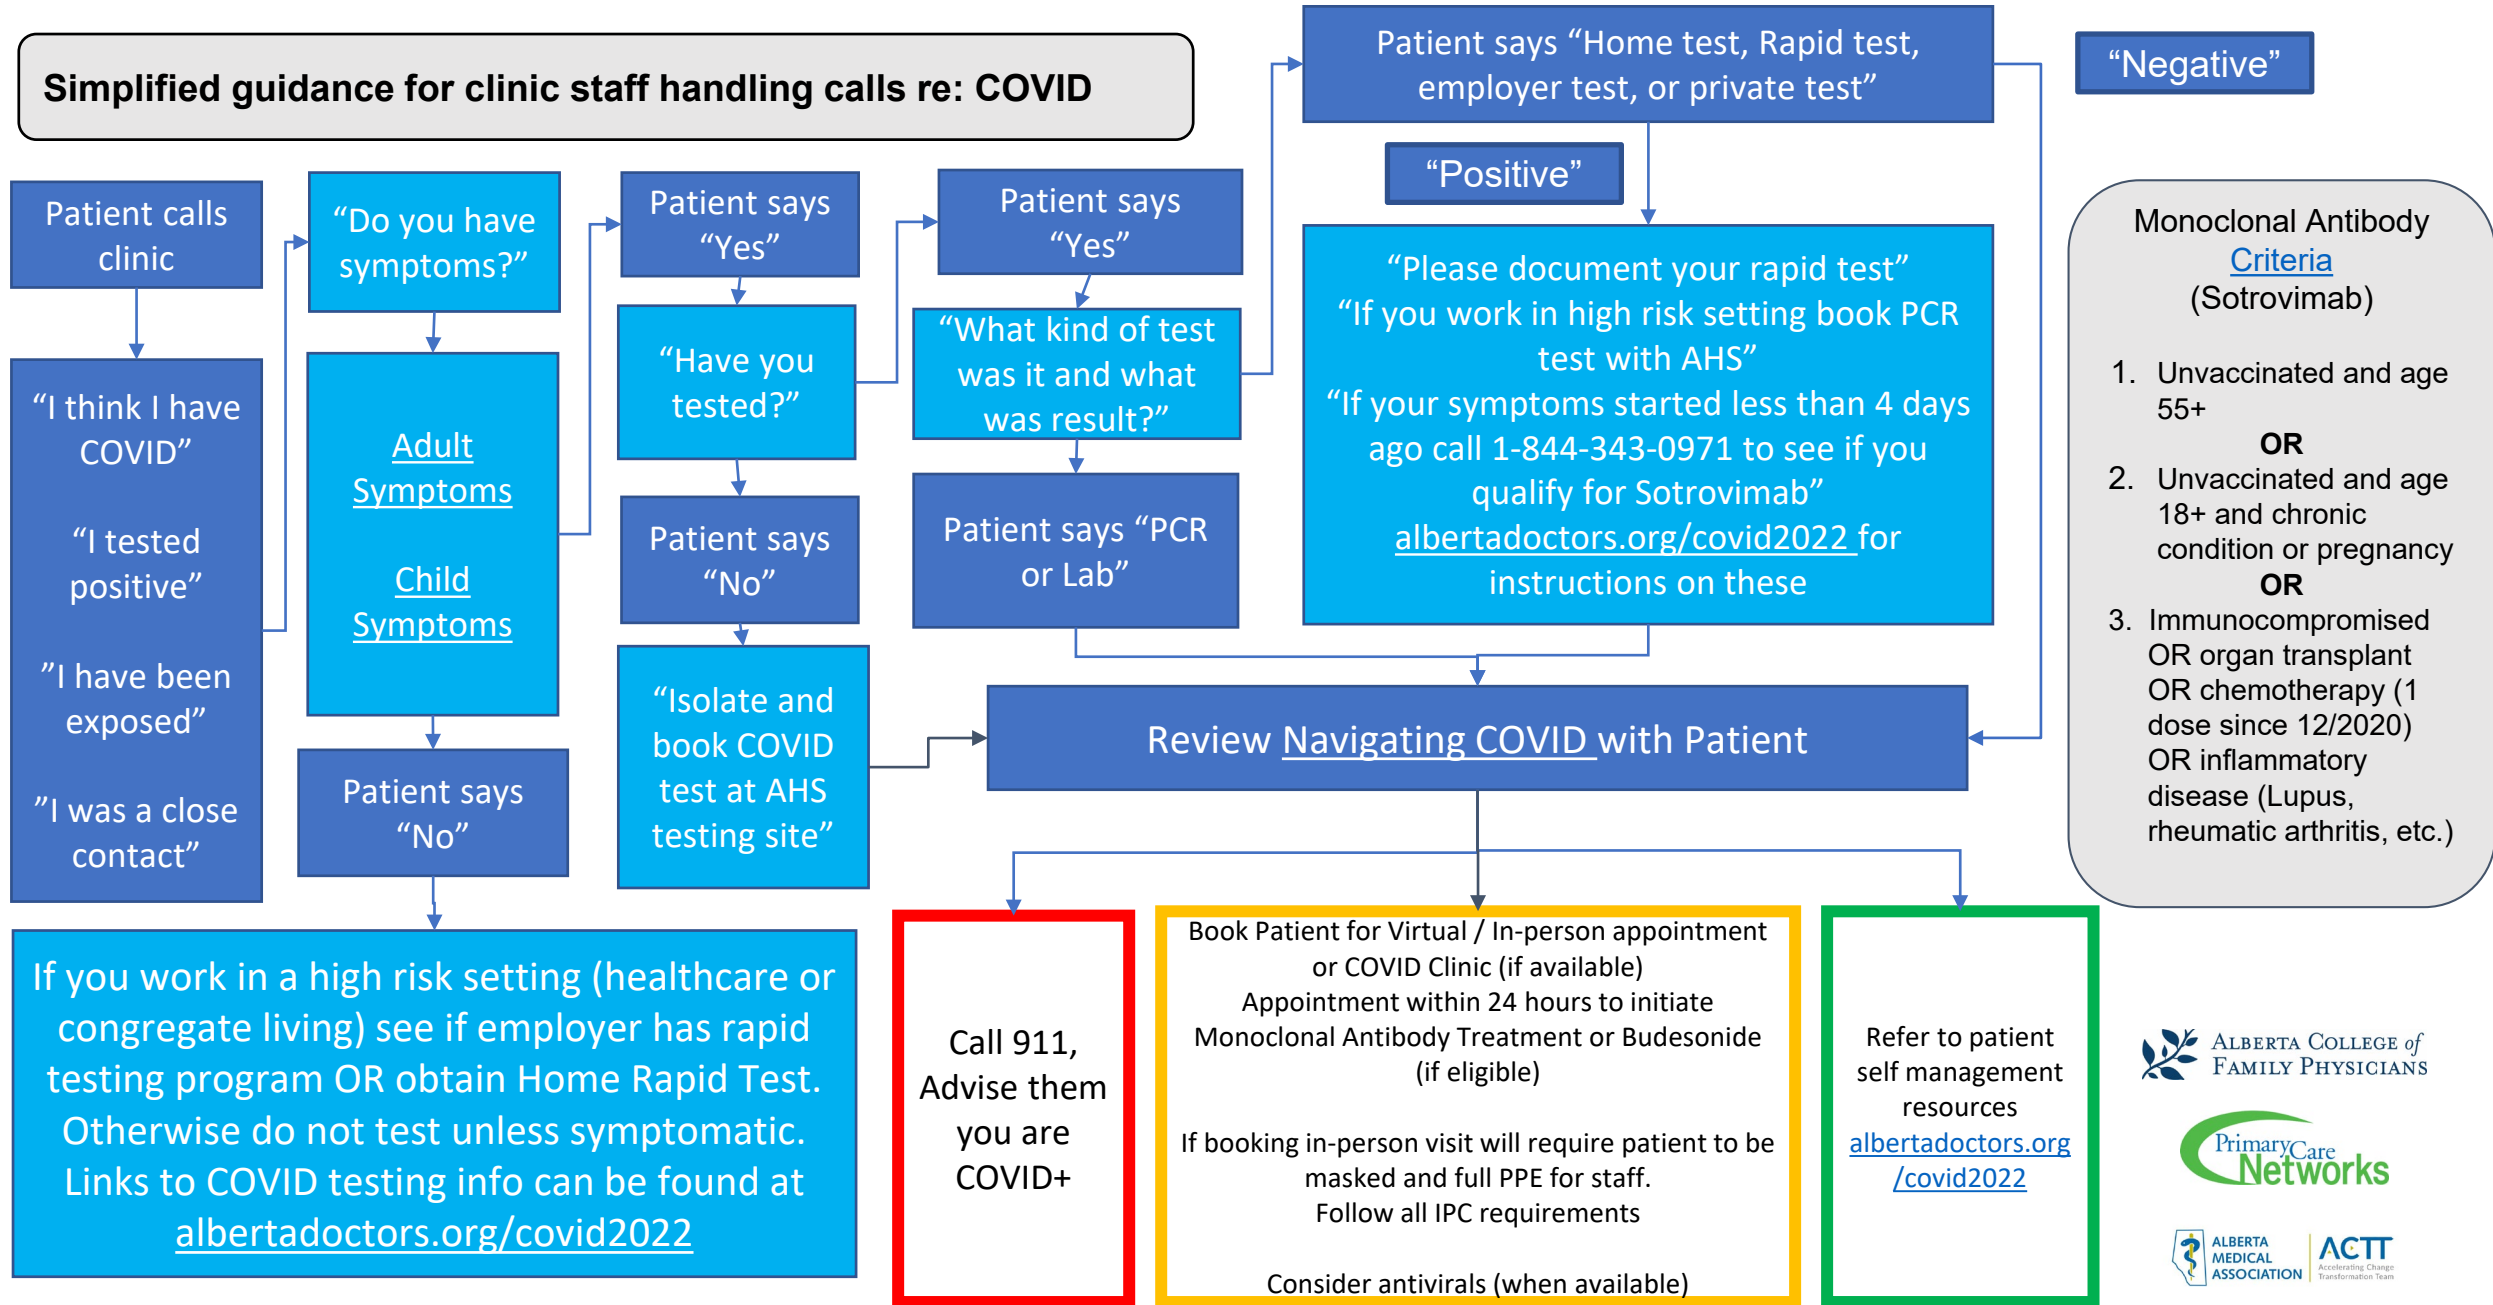 Simplified guidance for clinic staff handling calls re: COVID
Patient calls
clinic
“I think I have
COVID”
“I tested
positive”
”I have been
exposed”
”I was a close
contact”
“Do you have
symptoms?”
Adult
Symptoms
Child
Symptoms
Patient says
“No”
If you work in a high risk setting (healthcare or
congregate living) see if employer has rapid
testing program OR obtain Home Rapid Test.
Otherwise do not test unless symptomatic.
Links to COVID testing info can be found at
albertadoctors.org/covid2022
Patient says
“Yes”
“Have you
tested?”
Patient says
“No”
“Isolate and
book COVID
test at AHS
testing site”
Patient says
“Yes”
“What kind of test
was it and what
was result?”
Patient says “PCR
or Lab”
Patient says “Home test, Rapid test,
employer test, or private test”
“Positive”
“Negative”
“Please document your rapid test”
“If you work in high risk setting book PCR
test with AHS”
“If your symptoms started less than 4 days
ago call 1-844-343-0971 to see if you
qualify for Sotrovimab”
albertadoctors.org/covid2022 for
instructions on these
Review Navigating COVID with Patient
Call 911,
Advise them
you are
COVID+
Book Patient for Virtual / In-person appointment
or COVID Clinic (if available)
Appointment within 24 hours to initiate
Monoclonal Antibody Treatment or Budesonide
(if eligible)
If booking in-person visit will require patient to be
masked and full PPE for staff.
Follow all IPC requirements
Consider antivirals (when available)
Refer to patient
self management
resources
albertadoctors.org
/covid2022
Monoclonal Antibody
Criteria
(Sotrovimab)
1. Unvaccinated and age
55+
OR
2. Unvaccinated and age
18+ and chronic
condition or pregnancy
OR
3. Immunocompromised
OR organ transplant
OR chemotherapy (1
dose since 12/2020)
OR inflammatory
disease (Lupus,
rheumatic arthritis, etc.)
ALBERTA COLLEGE of
FAMILY PHYSICIANS
PrimaryCare
Networks
ALBERTA
MEDICAL
ASSOCIATION
ACTT
Accelerating Change
Transformation Team